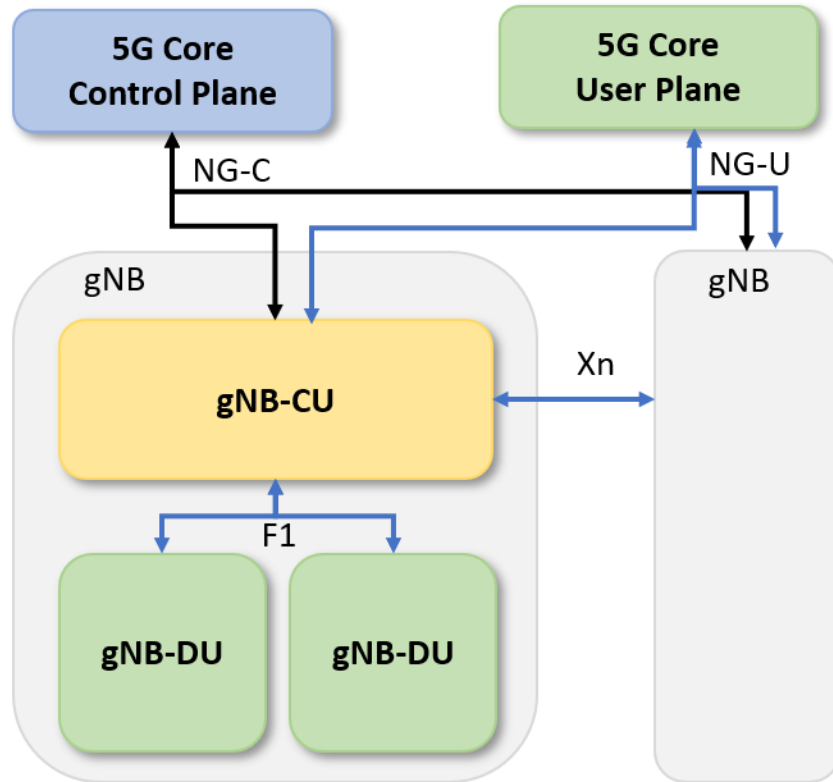 5G Core
Control Plane
5G Core
User Plane
NG-C
NG-U
gNB
gNB
gNB-CU
Xn
F1
gNB-DU
gNB-DU